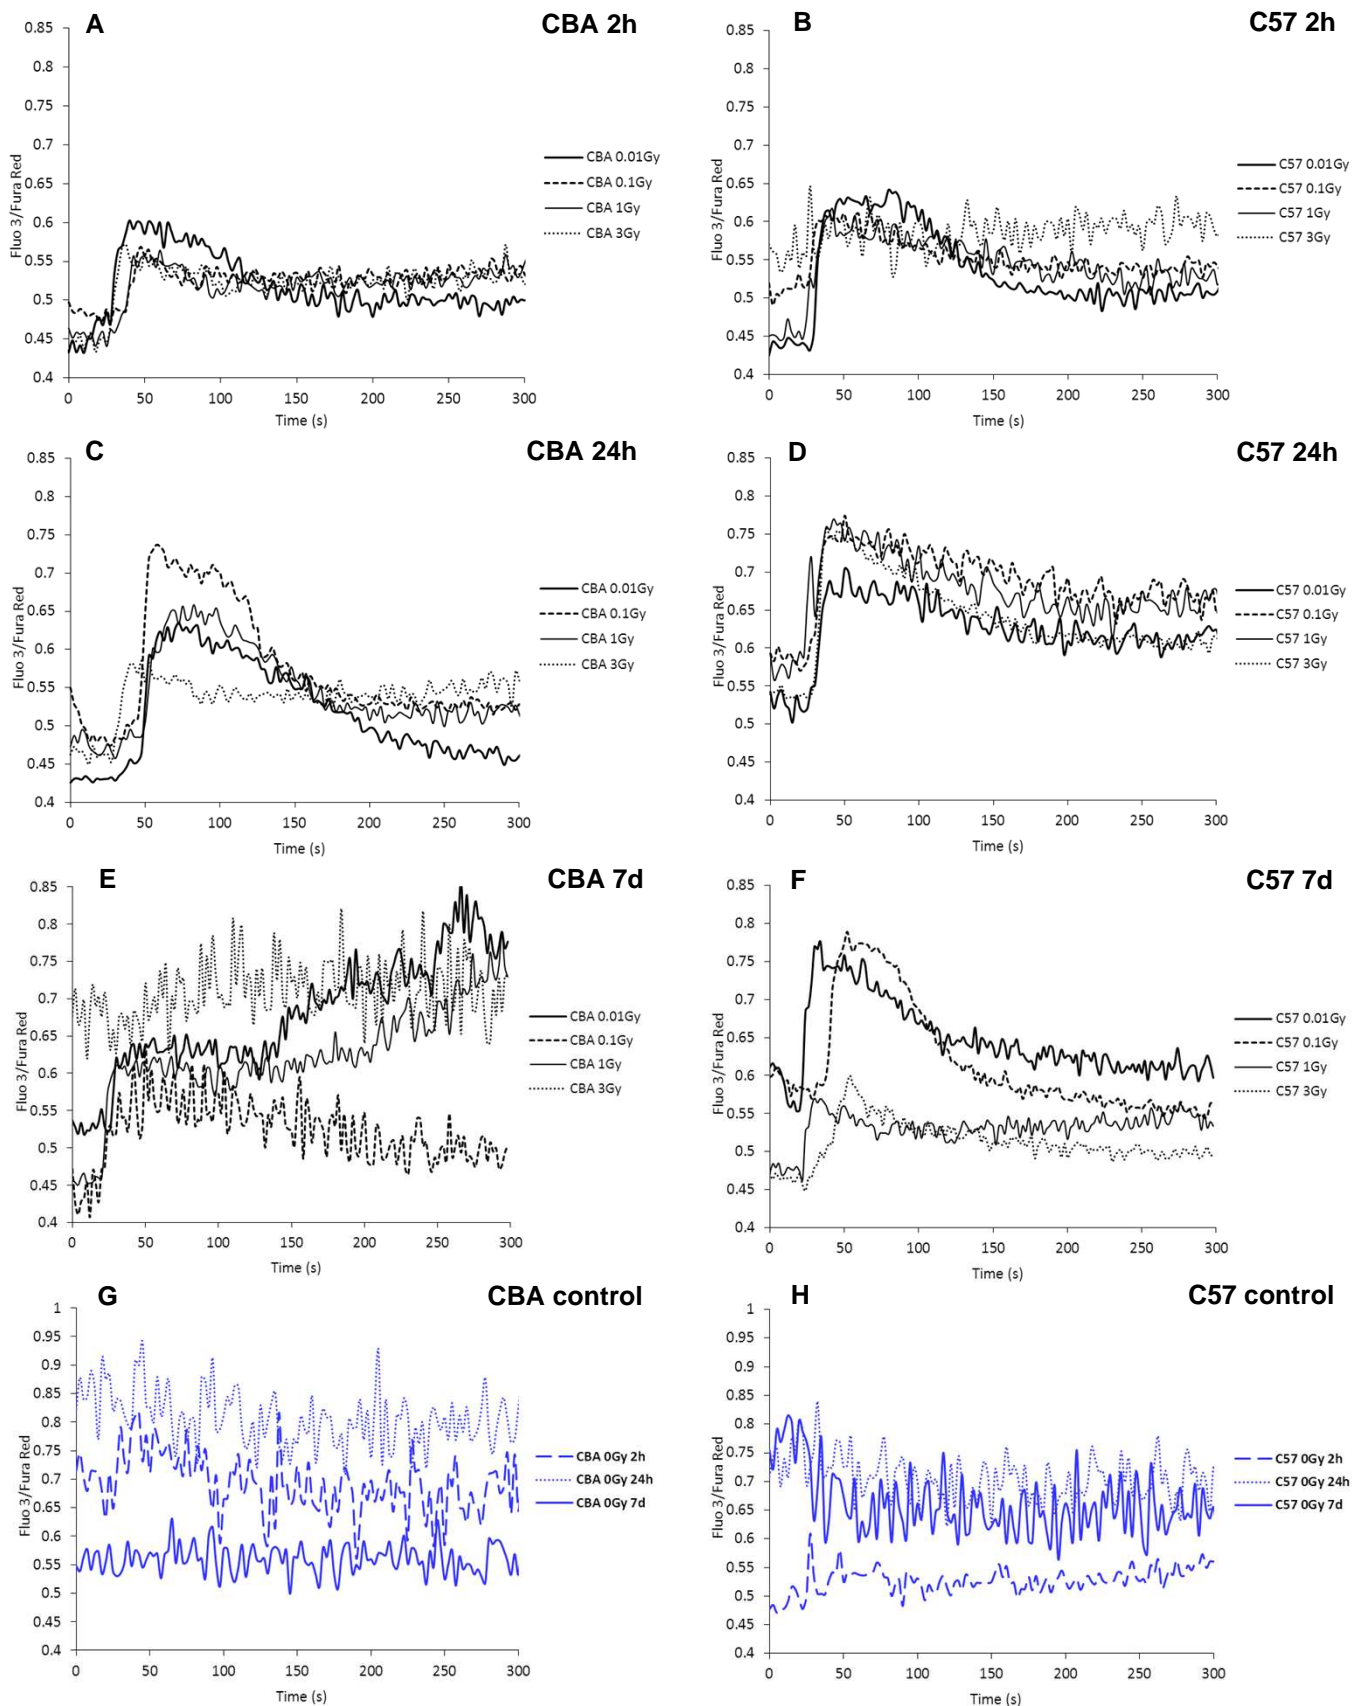 A
CBA 2h
0.85
0.8
0.75
0.7
0.65
0.6
0.55
0.5
0.45
0.4
Fluo 3/Fura Red
0 50 100 150 200 250 300
Time (s)
CBA 0.01Gy
CBA 0.1Gy
CBA 1Gy
CBA 3Gy
B
C57 2h
0.85
0.8
0.75
0.7
0.65
0.6
0.55
0.5
0.45
0.4
Fluo 3/Fura Red
0 50 100 150 200 250 300
Time (s)
C57 0.01Gy
C57 0.1Gy
C57 1Gy
C57 3Gy
C
CBA 24h
0.85
0.8
0.75
0.7
0.65
0.6
0.55
0.5
0.45
0.4
Fluo 3/Fura Red
0 50 100 150 200 250 300
Time (s)
CBA 0.01Gy
CBA 0.1Gy
CBA 1Gy
CBA 3Gy
D
C57 24h
0.85
0.8
0.75
0.7
0.65
0.6
0.55
0.5
0.45
0.4
Fluo 3/Fura Red
0 50 100 150 200 250 300
Time (s)
C57 0.01Gy
C57 0.1Gy
C57 1Gy
C57 3Gy
E
CBA 7d
0.85
0.8
0.75
0.7
0.65
0.6
0.55
0.5
0.45
0.4
Fluo 3/Fura Red
0 50 100 150 200 250 300
Time (s)
CBA 0.01Gy
CBA 0.1Gy
CBA 1Gy
CBA 3Gy
F
C57 7d
0.85
0.8
0.75
0.7
0.65
0.6
0.55
0.5
0.45
0.4
Fluo 3/Fura Red
0 50 100 150 200 250 300
Time (s)
C57 0.01Gy
C57 0.1Gy
C57 1Gy
C57 3Gy
G
CBA control
1
0.95
0.9
0.85
0.8
0.75
0.7
0.65
0.6
0.55
0.5
0.45
0.4
Fluo 3/Fura Red
0 50 100 150 200 250 300
Time (s)
CBA 0Gy 2h
CBA 0Gy 24h
CBA 0Gy 7d
H
C57 control
1
0.95
0.9
0.85
0.8
0.75
0.7
0.65
0.6
0.55
0.5
0.45
0.4
Fluo 3/Fura Red
0 50 100 150 200 250 300
Time (s)
C57 0Gy 2h
C57 0Gy 24h
C57 0Gy 7d